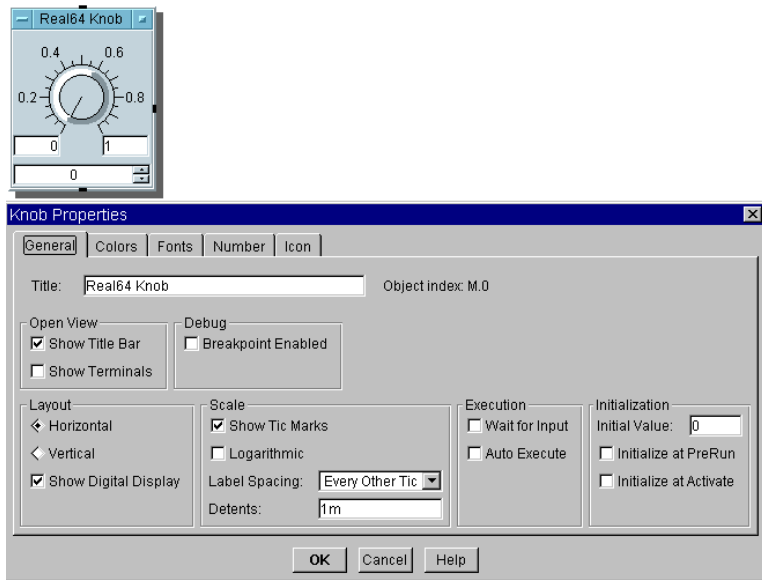 Real64 Knob
0.4 0.6
0.2 0.8
0 1
0
Knob Properties
General Colors Fonts Number Icon
Title: Real64 Knob Object index: M.0
Open View Debug
Show Title Bar Breakpoint Enabled
Show Terminals
Layout Scale Execution Initialization
Horizontal Show Tic Marks Wait for Input Initial Value: 0
Vertical Logarithmic Auto Execute Initialize at PreRun
Show Digital Display Label Spacing: Every Other Tic Initialize at Activate
Detents: 1m
OK Cancel Help